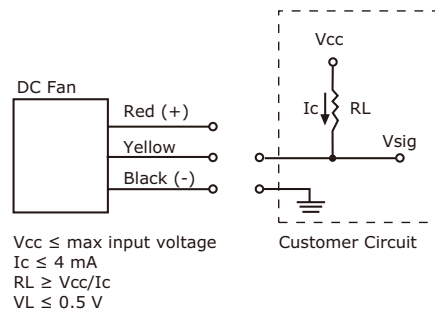 Vcc
DC Fan
Ic
RL
Red (+)
Vsig
Yellow
Black (-)
Vcc ≤ max input voltage
Ic ≤ 4 mA
RL ≥ Vcc/Ic
VL ≤ 0.5 V
Customer Circuit